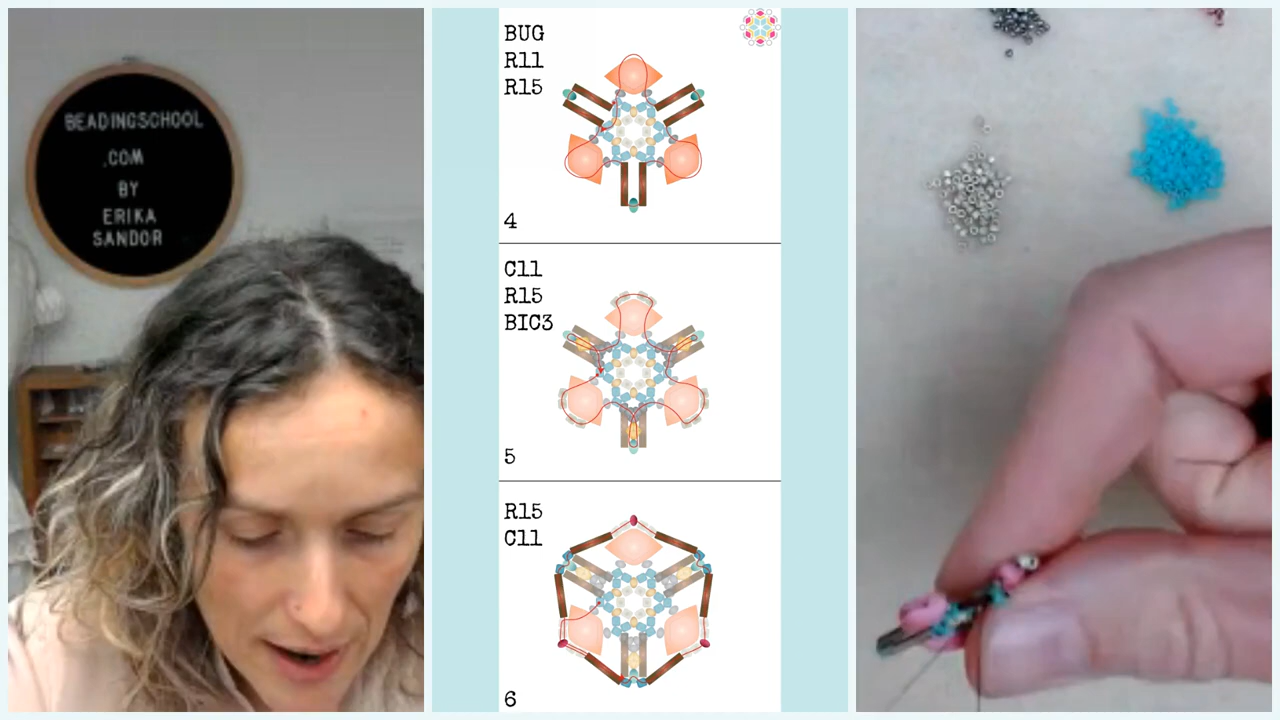 BEADINGSCHOOL
.COM
BY
ERIKA
SANDOR
BUG
R11
R15
4
C11
R15
BIC3
5
R15
C11
6